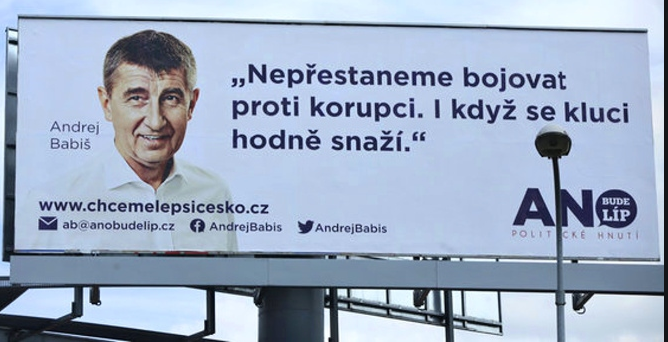 „Nepřestaneme bojovat
proti korupci. I když se kluci
hodně snaží.“
Andrej
Babiš
www.chcemelepsicesko.cz
ab@anobudelip.cz AndrejBabis AndrejBabis
ANO
BUDE
LÍP
POLITICKÉ HNUTÍ